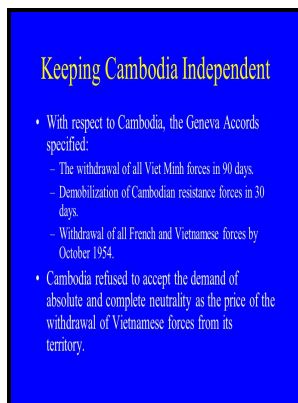 Keeping Cambodia Independent
• With respect to Cambodia, the Geneva Accords
specified:
– The withdrawal of all Viet Minh forces in 90 days.
– Demobilization of Cambodian resistance forces in 30
days.
– Withdrawal of all French and Vietnamese forces by
October 1954.
• Cambodia refused to accept the demand of
absolute and complete neutrality as the price of the
withdrawal of Vietnamese forces from its
territory.